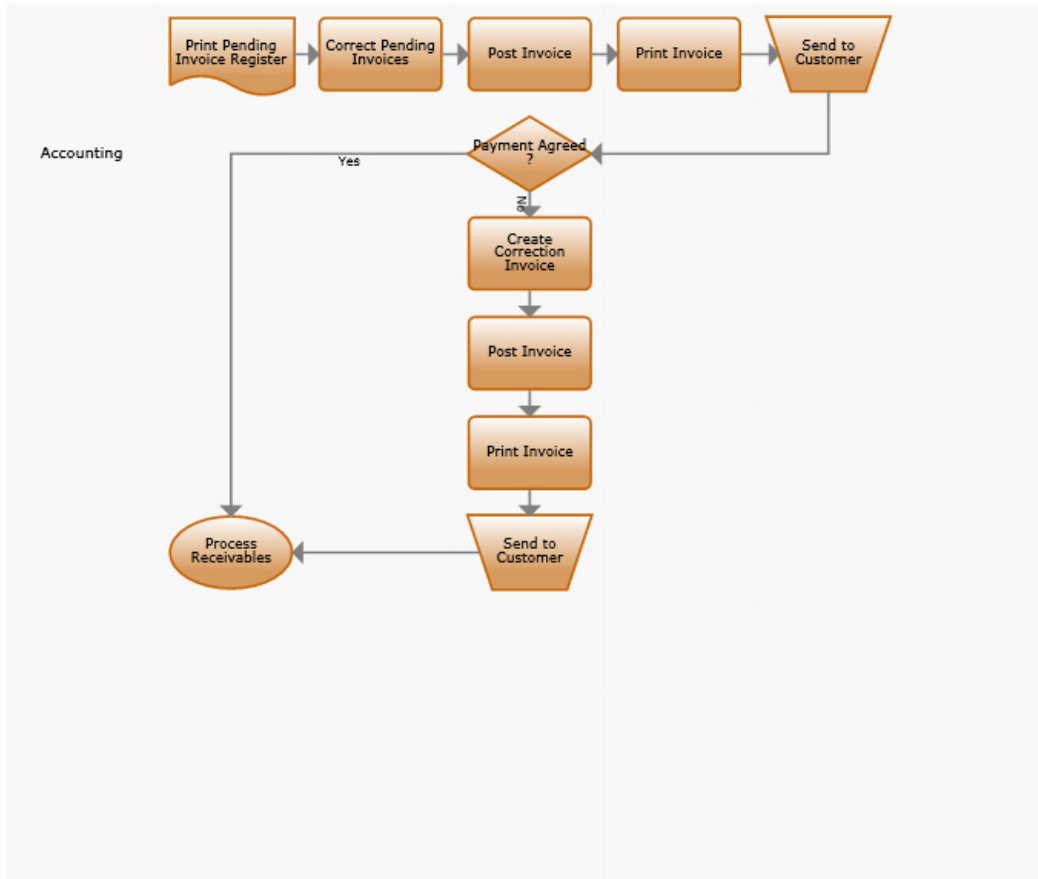 Print Pending
Invoice Register
Correct Pending
Invoices
Post Invoice
Print Invoice
Send to
Customer
Accounting
Payment Agreed
?
Yes
No
Create
Correction
Invoice
Post Invoice
Print Invoice
Process
Receivables
Send to
Customer